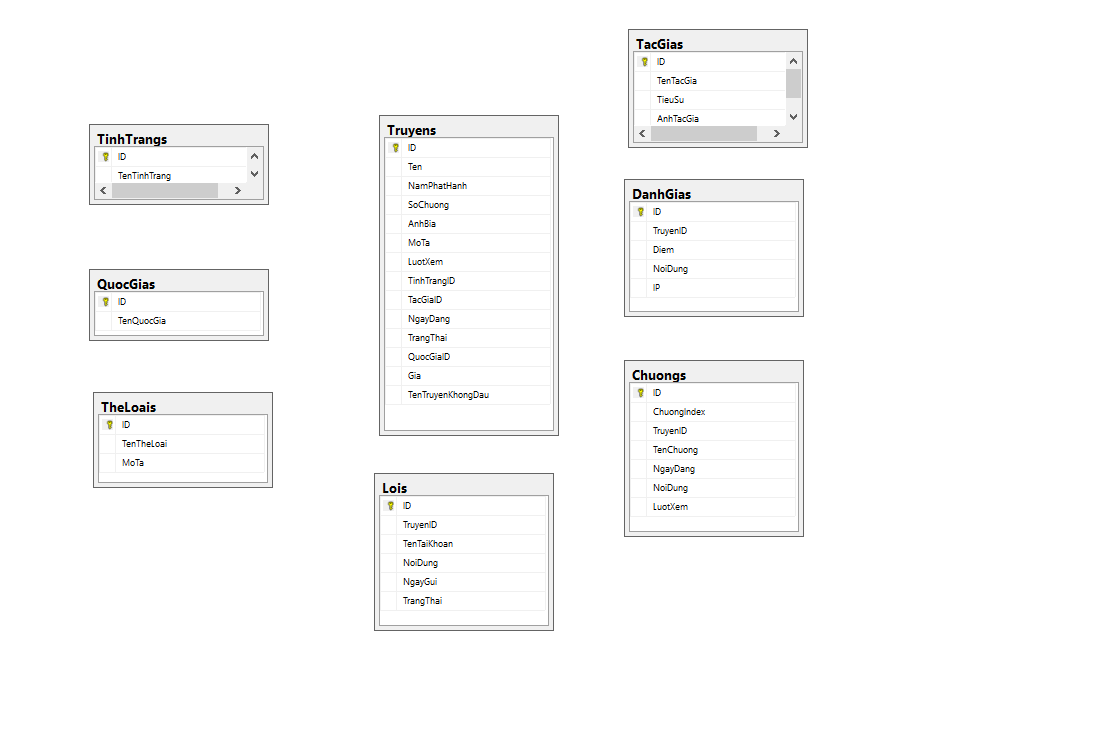 TinhTrangs
ID
TenTinhTrang
QuocGias
ID
TenQuocGia
TheLoais
ID
TenTheLoai
MoTa
Truyens
ID
Ten
NamPhatHanh
SoChuong
AnhBia
MoTa
LuotXem
TinhTrangID
TacGiaID
NgayDang
TrangThai
QuocGiaID
Gia
TenTruyenKhongDau
Lois
ID
TruyenID
TenTaiKhoan
NoiDung
NgayGui
TrangThai
TacGias
ID
TenTacGia
TieuSu
AnhTacGia
DanhGias
ID
TruyenID
Diem
NoiDung
IP
Chuongs
ID
ChuongIndex
TruyenID
TenChuong
NgayDang
NoiDung
LuotXem